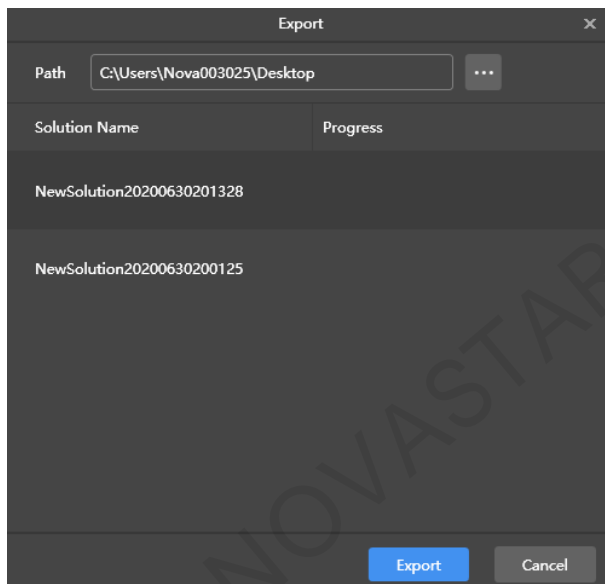 Export
Path C:\Users\Nova003025\Desktop ...
Solution Name Progress
NewSolution20200630201328
NewSolution20200630200125
NOVASTAR
Export Cancel